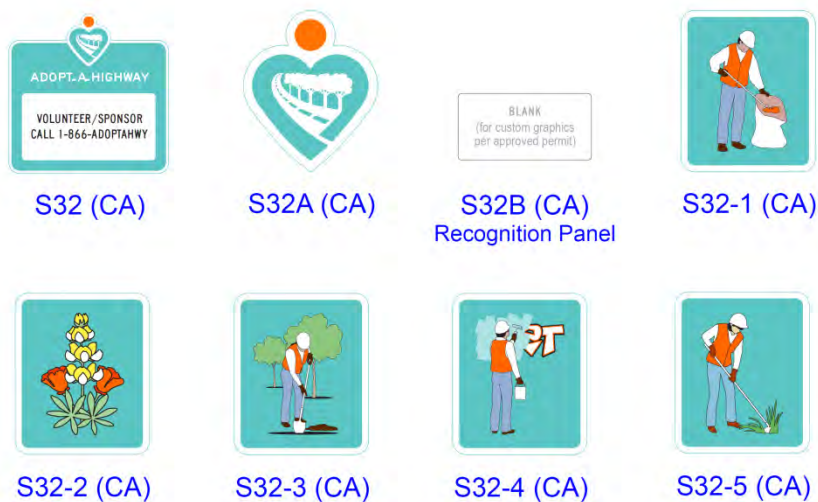 ADOPT-A-HIGHWAY
VOLUNTEER/SPONSOR
CALL 1-866-ADOPTAHWY
S32 (CA)
S32A (CA)
BLANK
(for custom graphics
per approved permit)
S32B (CA)
Recognition Panel
S32-1 (CA)
S32-2 (CA)
S32-3 (CA)
ET
S32-4 (CA)
S32-5 (CA)